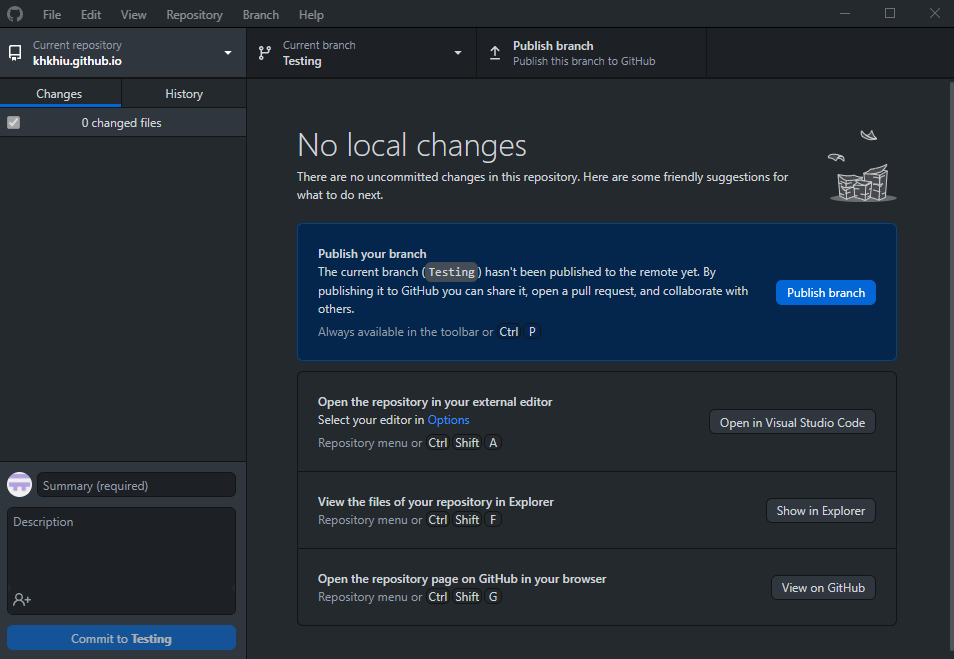 File Edit View Repository Branch Help
Current repository
khkhiu.github.io
Current branch
Testing
Publish branch
Publish this branch to GitHub
Changes History
0 changed files
No local changes
There are no uncommitted changes in this repository. Here are some friendly suggestions for
what to do next.
Publish your branch
The current branch (Testing) hasn't been published to the remote yet. By
publishing it to GitHub you can share it, open a pull request, and collaborate with
others.
Always available in the toolbar or Ctrl P
Publish branch
Open the repository in your external editor
Select your editor in Options
Repository menu or Ctrl Shift A
Open in Visual Studio Code
View the files of your repository in Explorer
Repository menu or Ctrl Shift F
Show in Explorer
Open the repository page on GitHub in your browser
Repository menu or Ctrl Shift G
View on GitHub
Summary (required)
Description
Commit to Testing